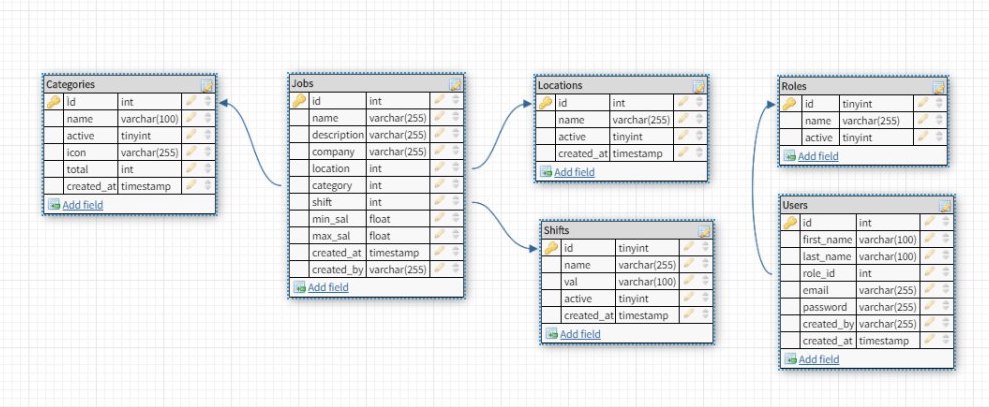 Categories
id int
name varchar(100)
active tinyint
icon varchar(255)
total int
created_at timestamp
Add field
Jobs
id int
name varchar(255)
description varchar(255)
company varchar(255)
location int
category int
shift int
min_sal float
max_sal float
created_at timestamp
created_by varchar(255)
Add field
Locations
id int
name varchar(255)
active tinyint
created_at timestamp
Add field
Shifts
id tinyint
name varchar(255)
val varchar(100)
active tinyint
created_at timestamp
Add field
Roles
id tinyint
name varchar(255)
active tinyint
Add field
Users
id int
first_name varchar(100)
last_name varchar(100)
role_id int
email varchar(255)
password varchar(255)
created_by varchar(255)
created_at timestamp
Add field